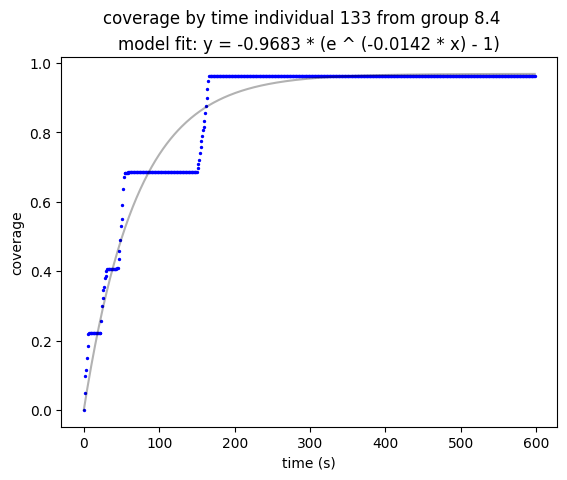 coverage by time individual 133 from group 8.4
model fit: y = -0.9683 * (e ^ (-0.0142 * x) - 1)
1.0
0.8
0.6
0.4
0.2
0.0
coverage
0 100 200 300 400 500 600
time (s)